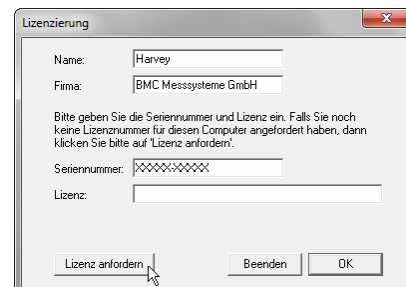 Lizenzierung
Name: Harvey
Firma: BMC Messsysteme GmbH
Bitte geben Sie die Seriennummer und Lizenz ein. Falls Sie noch
keine Lizenznummer für diesen Computer angefordert haben, dann
klicken Sie bitte auf 'Lizenz anfordern'.
Seriennummer: XXXXX-XXXXX
Lizenz:
Lizenz anfordern Beenden OK